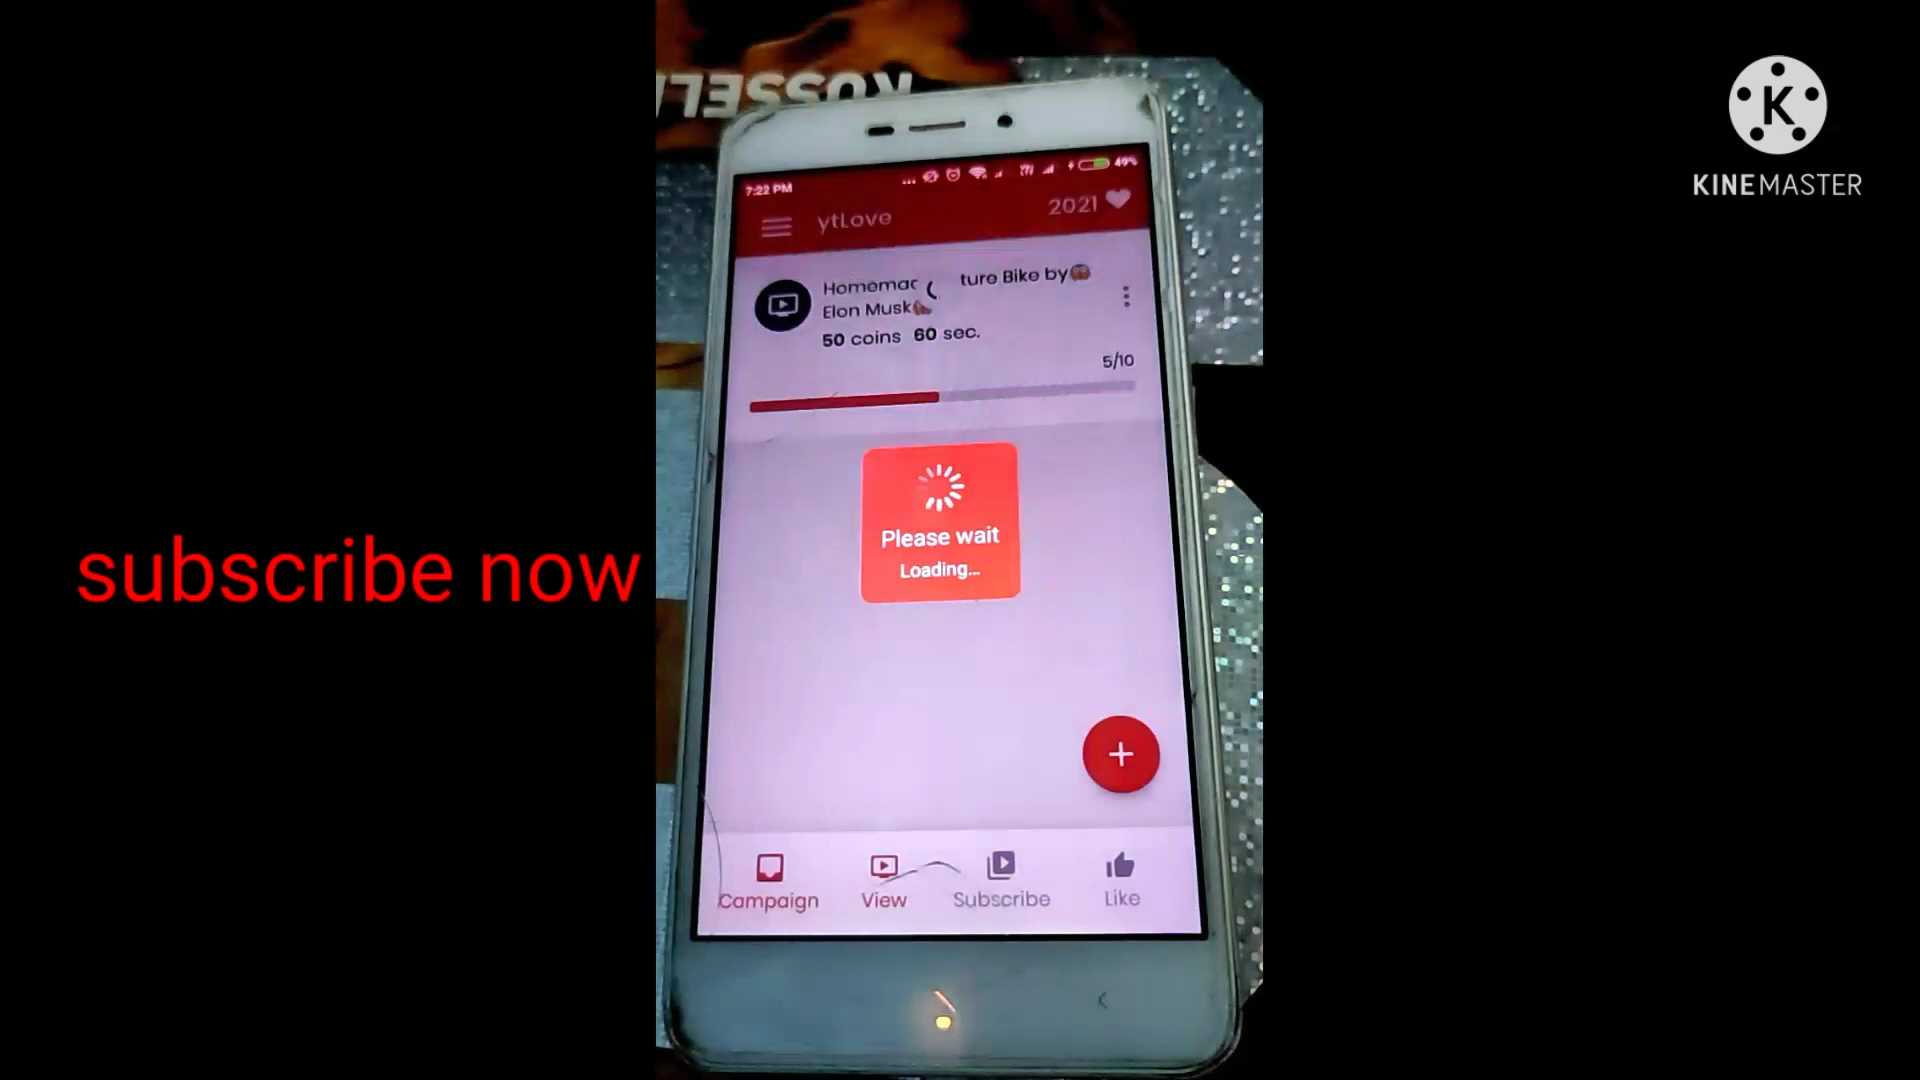 RUSSELL
KINEMASTER
7:22 PM
49%
ytLove
2021
Homemac ture Bike by
Elon Musk
50 coins 60 sec.
5/10
Please wait
Loading...
subscribe now
Campaign
View
Subscribe
Like